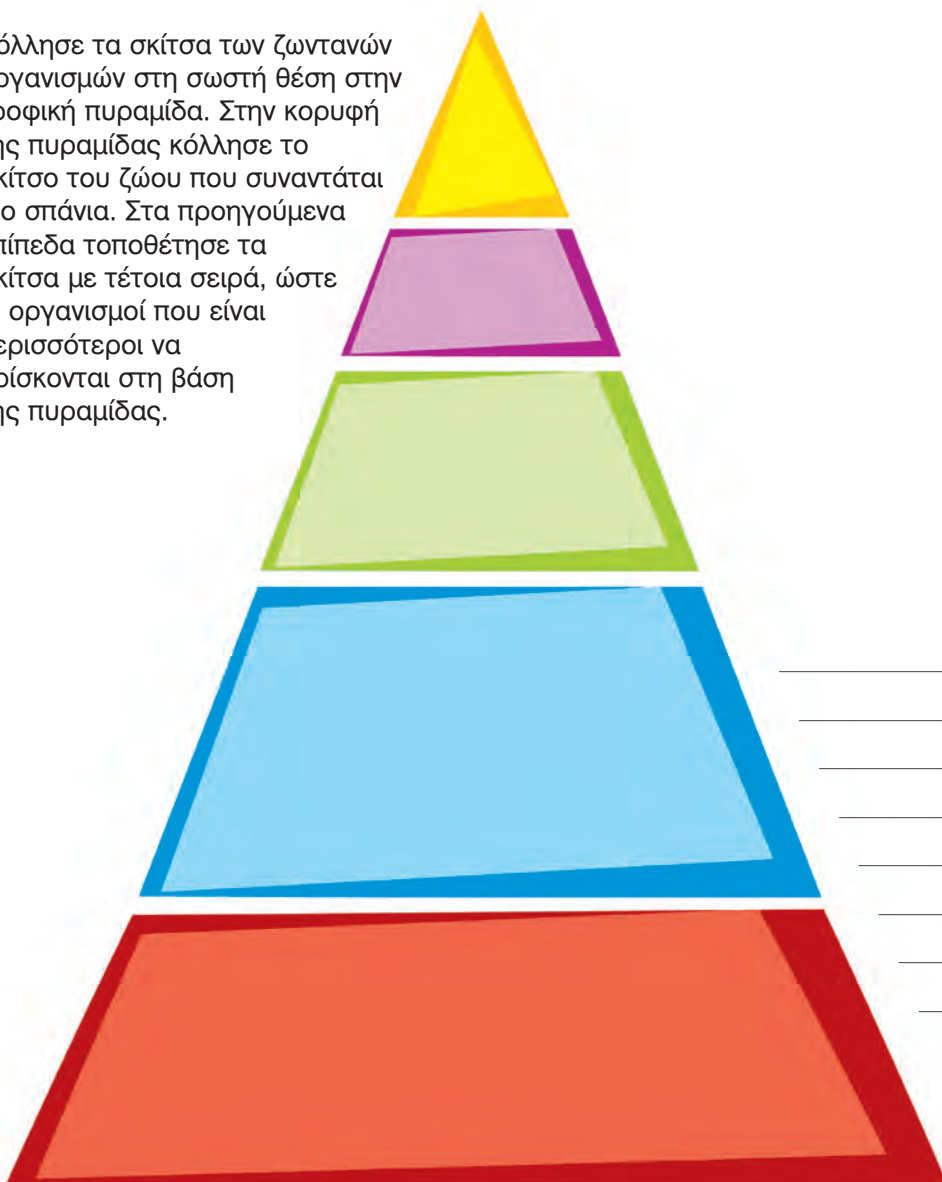 όλλησε τα σκίτσα των ζωντανών
ργανισμών στη σωστή θέση στην
ροφική πυραμίδα. Στην κορυφή
ης πυραμίδας κόλλησε το
κίτσο του ζώου που συναντάται
ο σπάνια. Στα προηγούμενα
πίπεδα τοποθέτησε τα
κίτσα με τέτοια σειρά, ώστε
οργανισμοί που είναι
ερισσότεροι να
ρίσκονται στη βάση
ης πυραμίδας.